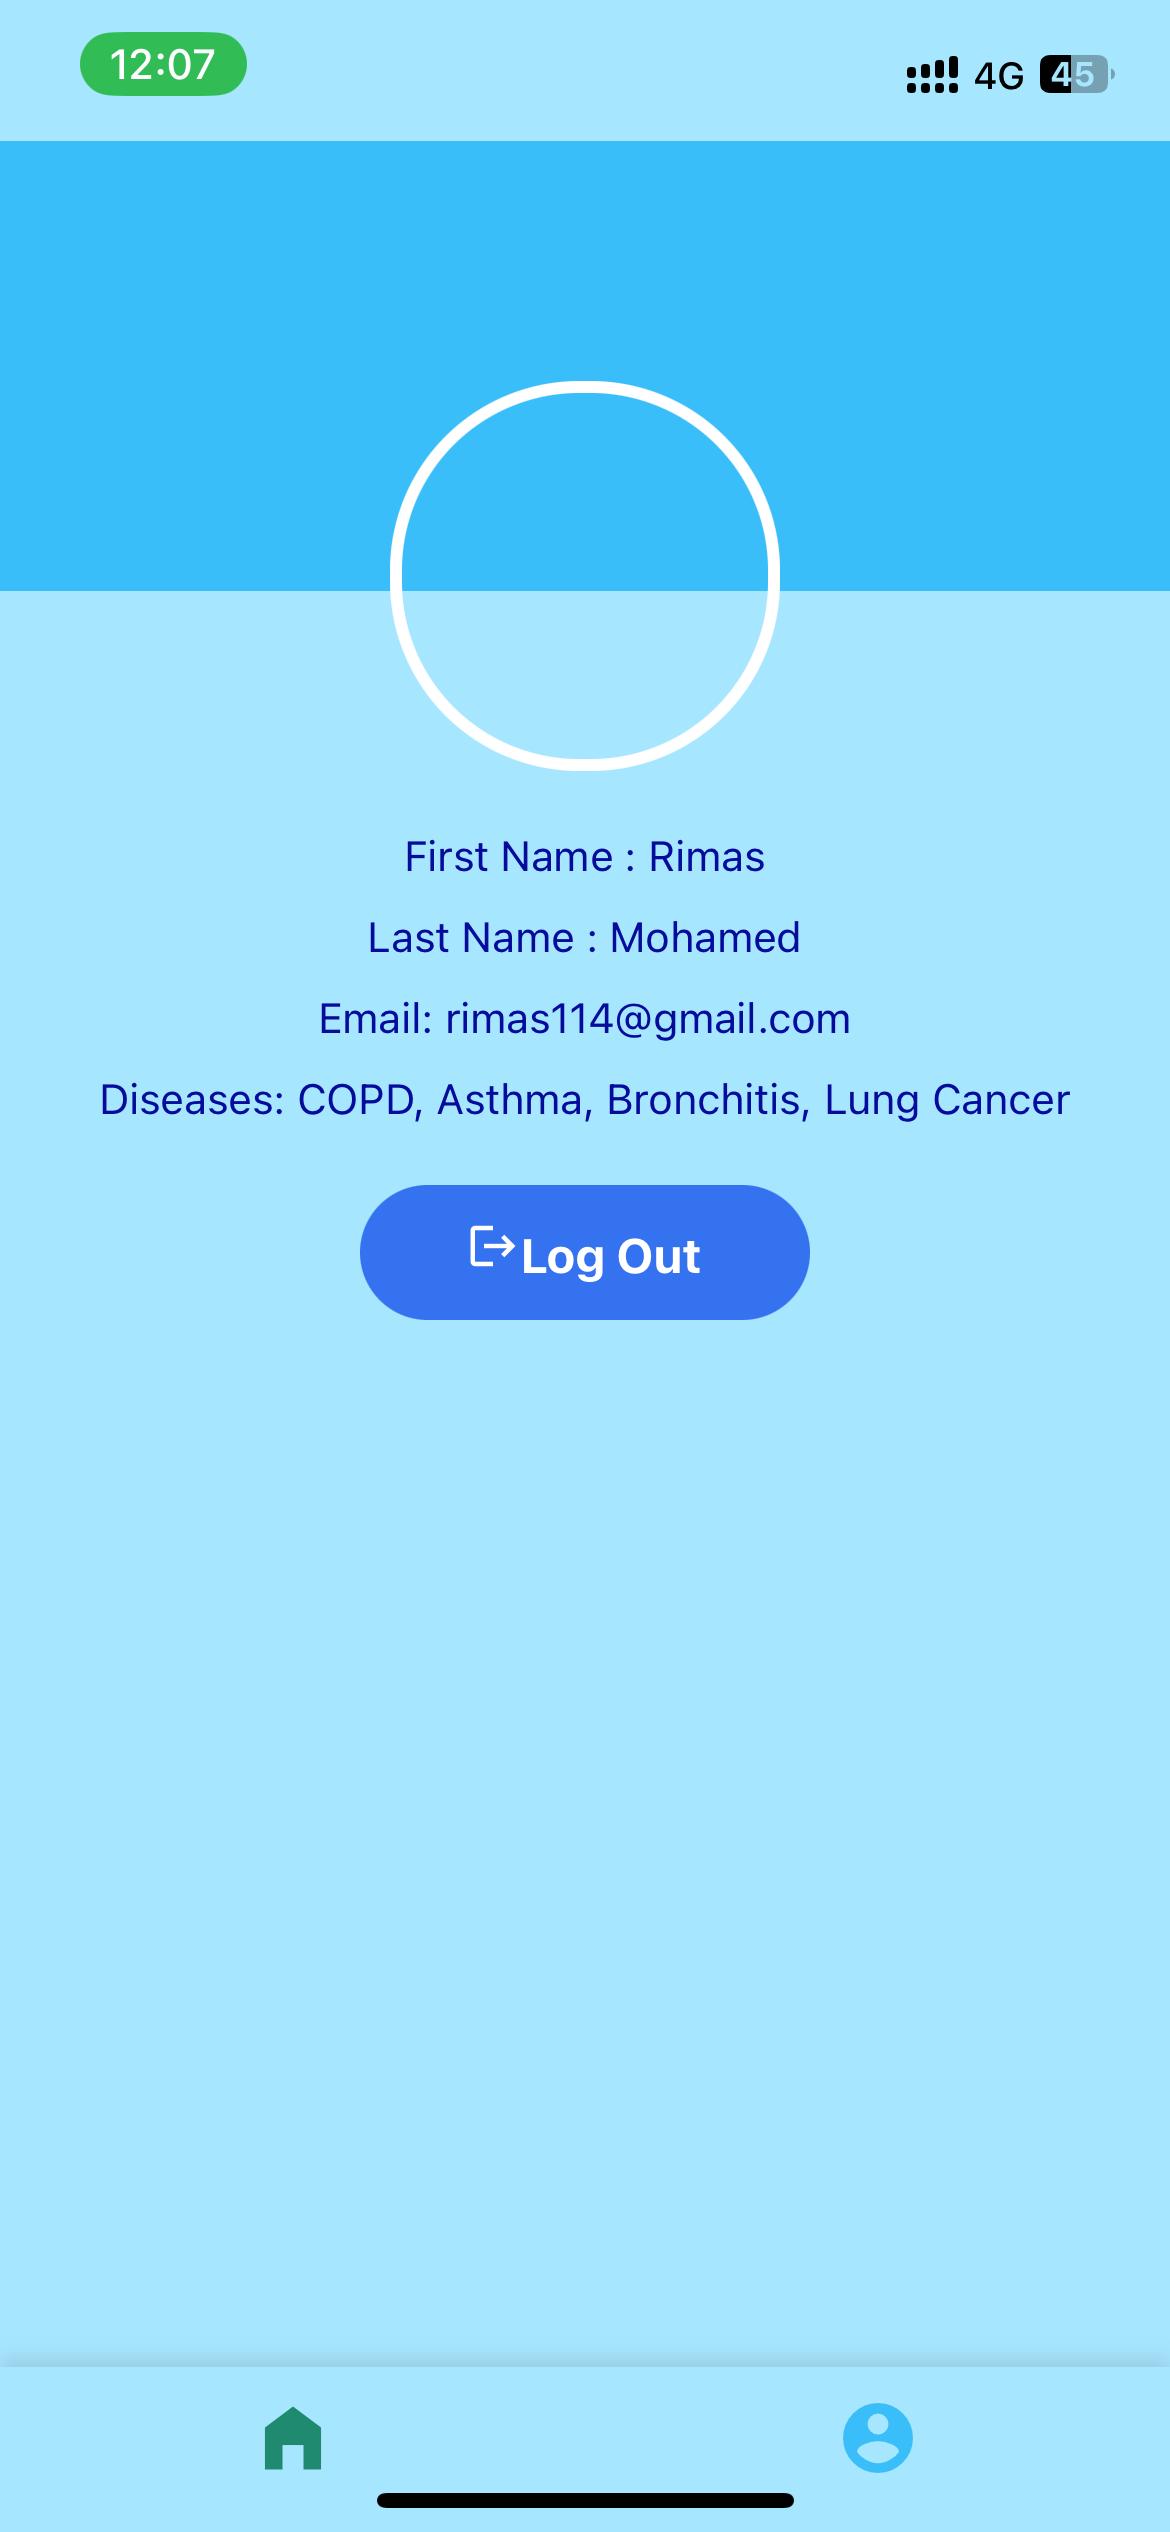 12:07
4G 45
First Name : Rimas
Last Name : Mohamed
Email: rimas114@gmail.com
Diseases: COPD, Asthma, Bronchitis, Lung Cancer
Log Out